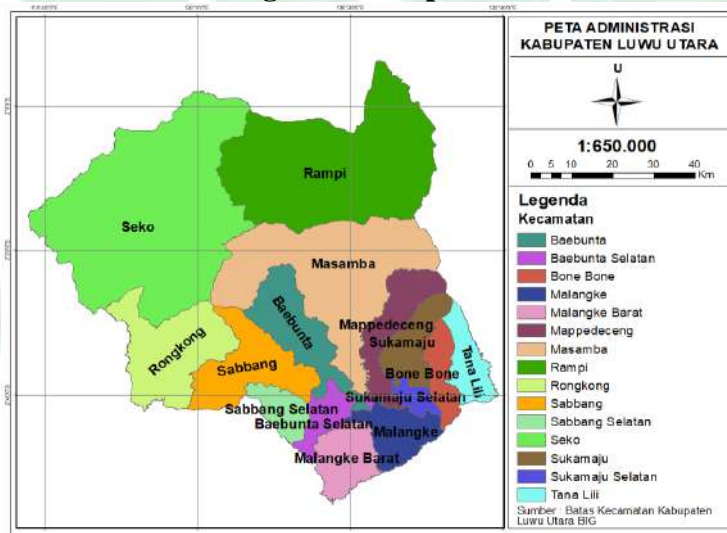 PETA ADMINISTRASI
KABUPATEN LUWU UTARA
U
1:650.000
0 5 10 20 30 40
Km
Legenda
Kecamatan
Baebunta
Baebunta Selatan
Bone Bone
Malangke
Malangke Barat
Mappedeceng
Masamba
Rampi
Rongkong
Sabbang
Sabbang Selatan
Seko
Sukamaju
Sukamaju Selatan
Tana Lili
Sumber : Batas Kecamatan Kabupaten
Luwu Utara BIG
Rampi
Seko
Masamba
Baebunta
Mappedeceng
Sukamaju
Rongkong
Tana Lili
Sabbang
Bone Bone
Sukamaju Selatan
Sabbang Selatan
Baebunta Selatan
Malangke
Malangke Barat